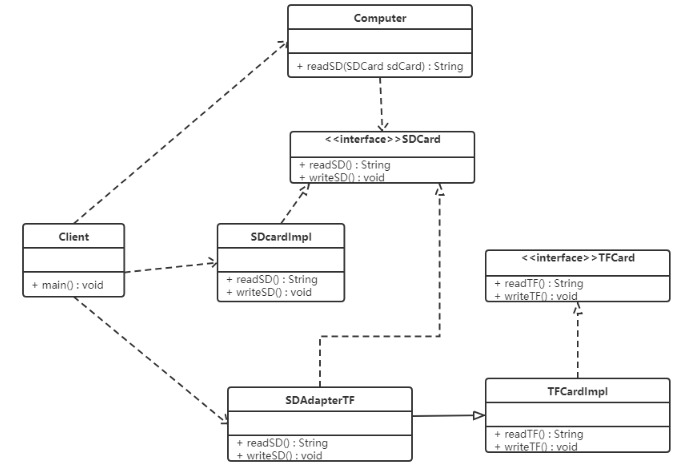 Computer
+ readSD(SDCard sdCard) : String
<<interface>>SDCard
+ readSD() : String
+ writeSD() : void
Client
+ main() : void
SDcardImpl
+ readSD() : String
+ writeSD() : void
<<interface>>TFCard
+ readTF() : String
+ writeTF() : void
SDAdapterTF
+ readSD() : String
+ writeSD() : void
TFCardImpl
+ readTF() : String
+ writeTF() : void